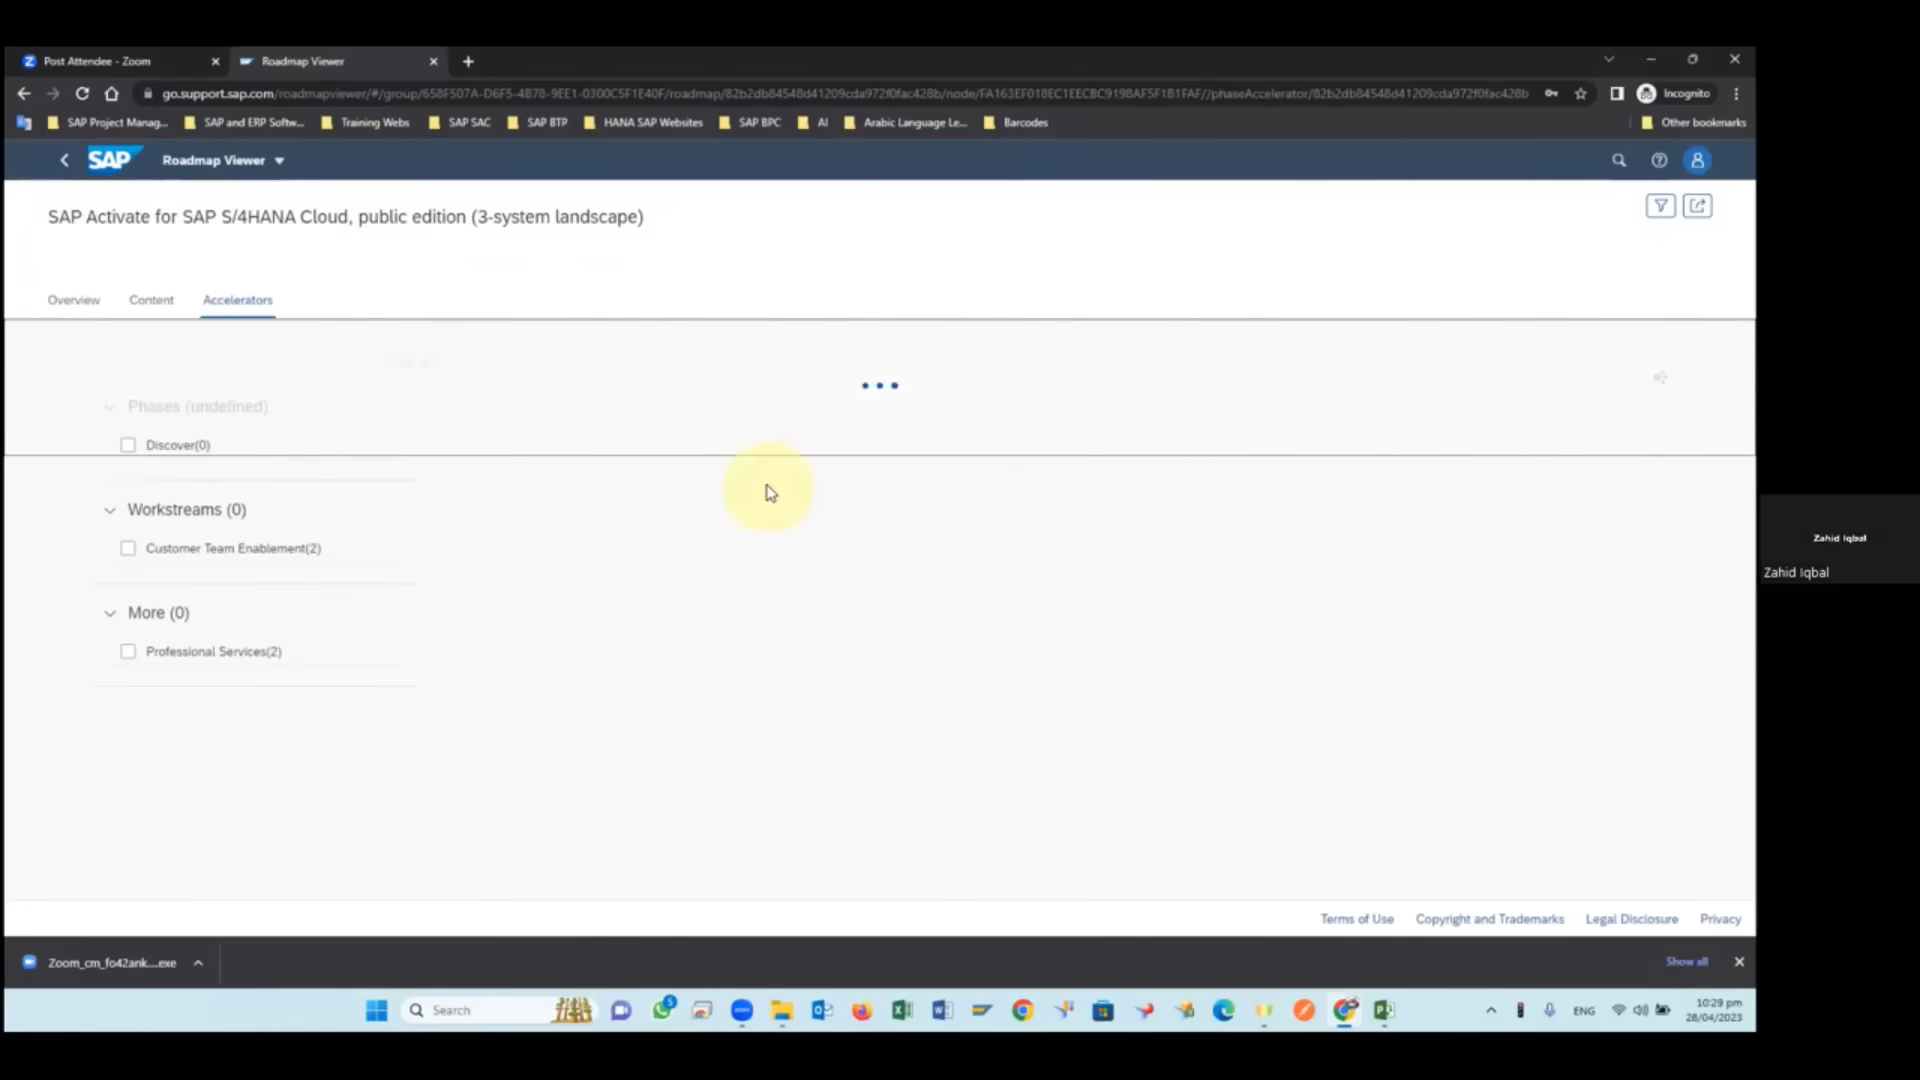 Post Attendee - Zoom
Roadmap Viewer
go.support.sap.com/roadmapviewer/#/group/658F507A-D6F5-4B78-9EE1-0300C5F1E40F/roadmap/82b2db84548d41209cda972f0fac428b/node/FA163EF018EC1EECBC9198AF5F1B1FAF//phaseAccelerator/82b2db84548d41209cda972f0fac428b
Incognito
SAP Project Manag...
SAP and ERP Softw...
Training Webs
SAP SAC
SAP BTP
HANA SAP Websites
SAP BPC
AI
Arabic Language Le...
Barcodes
Other bookmarks
SAP
Roadmap Viewer
SAP Activate for SAP S/4HANA Cloud, public edition (3-system landscape)
Overview
Content
Accelerators
Phases (undefined)
Discover(0)
Workstreams (0)
Customer Team Enablement(2)
More (0)
Professional Services(2)
Zahid Iqbal
Zahid Iqbal
Terms of Use
Copyright and Trademarks
Legal Disclosure
Privacy
Zoom_cm_fo42ank....exe
Show all
Search
5
ENG
10:29 pm
28/04/2023